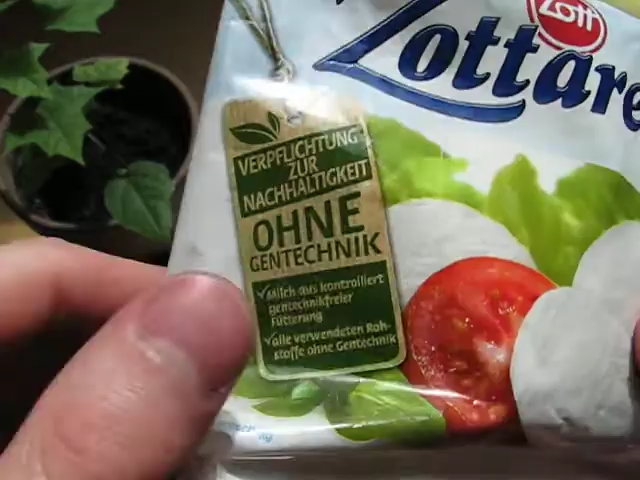 Zott
Zottare
VERPFLICHTUNG
ZUR
NACHHALTIGKEIT
OHNE
GENTECHNIK
✓Milch aus kontrolliert
gentechnikfreier
Fütterung
✓alle verwendeten Roh-
stoffe ohne Gentechnik